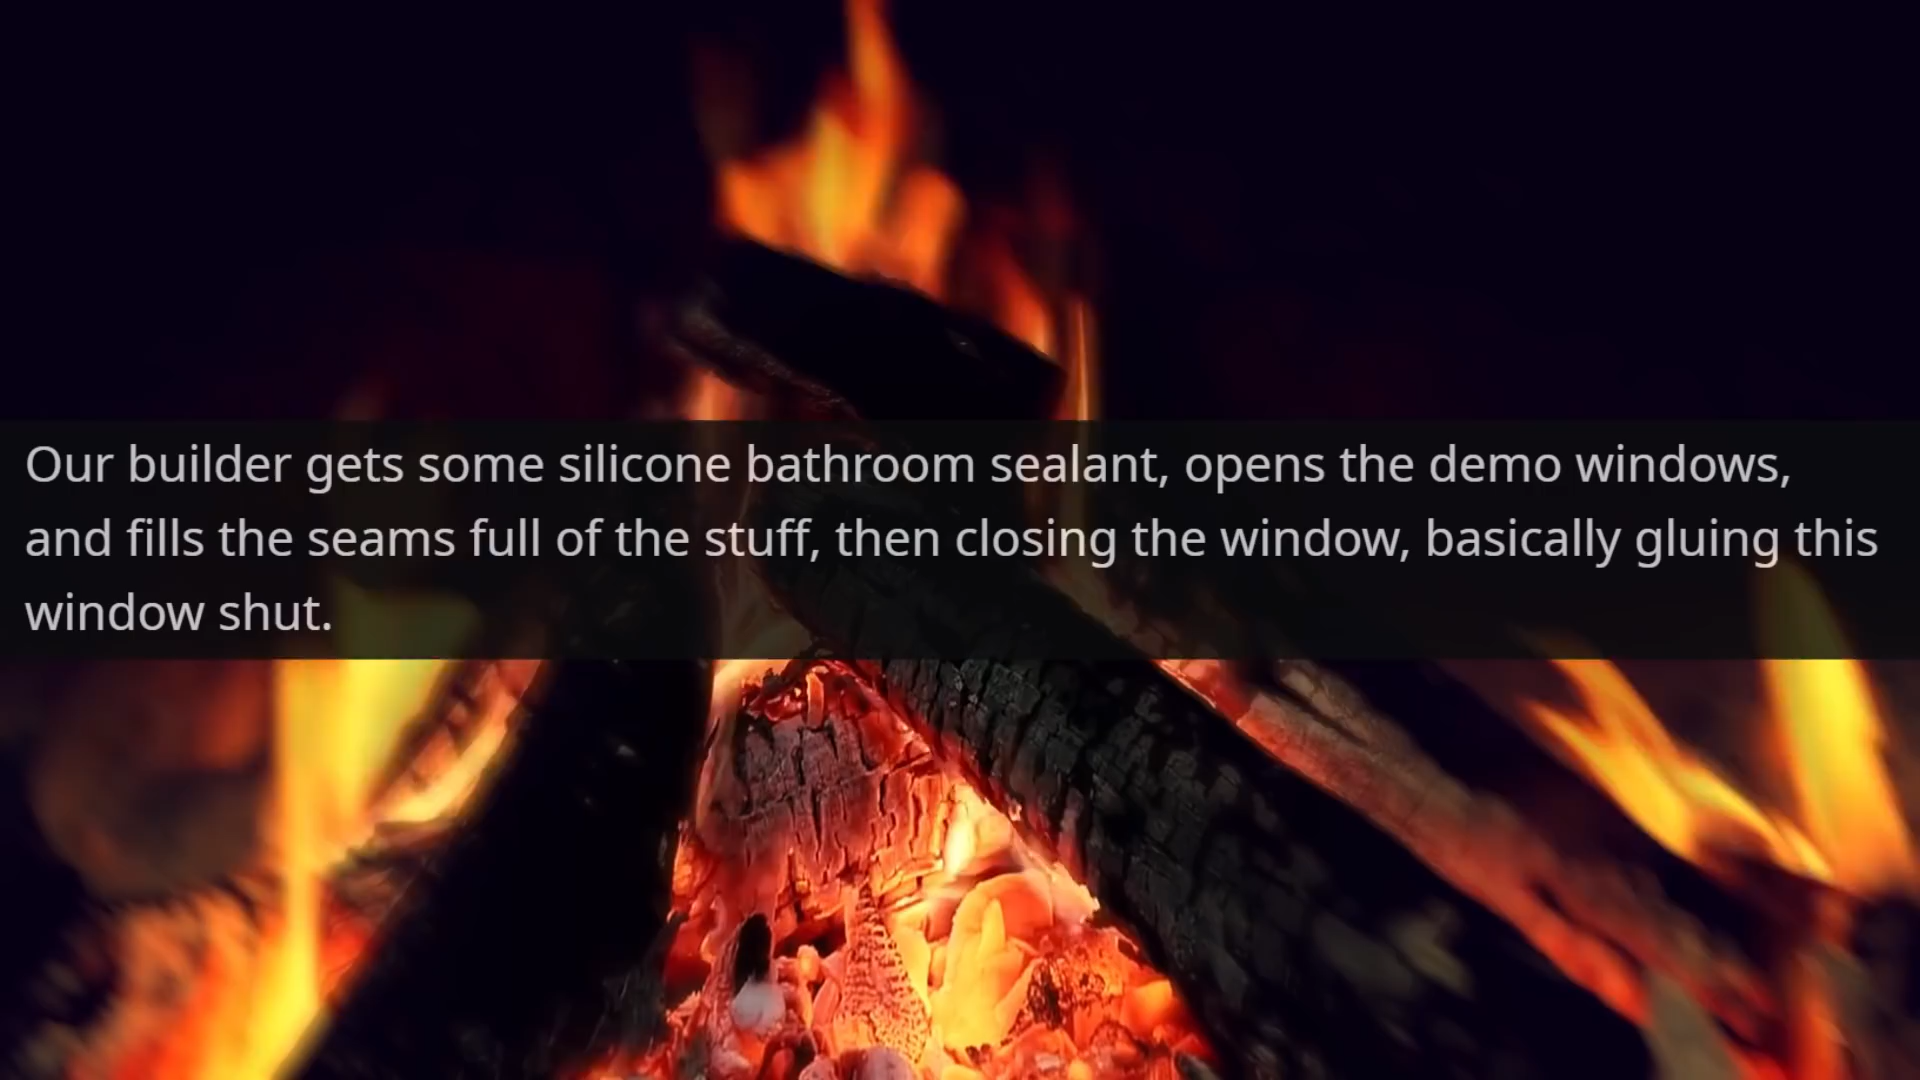 Our builder gets some silicone bathroom sealant, opens the demo windows,
and fills the seams full of the stuff, then closing the window, basically gluing this
window shut.